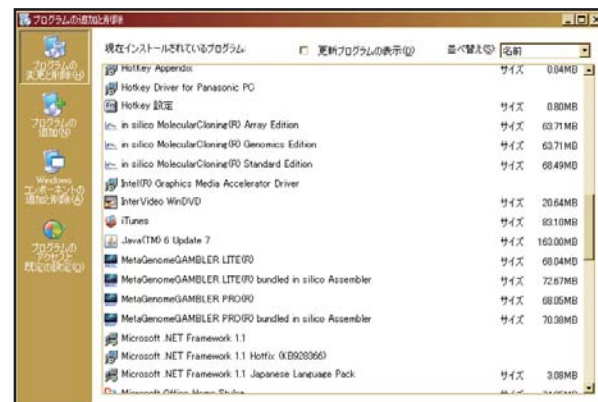 プログラムの追加と削除
現在インストールされているプログラム:
更新プログラムの表示(D)
並べ替え(S):
名前
プログラムの
変更と削除(H)
プログラムの
追加(N)
Windows
コンポーネントの
追加と削除(A)
プログラムの
アクセスと
既定の設定(O)
Hotkey Appendix サイズ 0.84MB
Hotkey Driver for Panasonic PC
Hotkey 設定 サイズ 0.80MB
in silico MolecularCloning(R) Array Edition サイズ 63.71MB
in silico MolecularCloning(R) Genomics Edition サイズ 63.71MB
in silico MolecularCloning(R) Standard Edition サイズ 68.49MB
Intel(R) Graphics Media Accelerator Driver
InterVideo WinDVD サイズ 20.64MB
iTunes サイズ 83.10MB
Java(TM) 6 Update 7 サイズ 163.00MB
MetaGenomeGAMBLER LITE(R) サイズ 68.04MB
MetaGenomeGAMBLER LITE(R) bundled in silico Assembler サイズ 72.67MB
MetaGenomeGAMBLER PRO(R) サイズ 68.05MB
MetaGenomeGAMBLER PRO(R) bundled in silico Assembler サイズ 70.38MB
Microsoft .NET Framework 1.1
Microsoft .NET Framework 1.1 Hotfix (KB928366)
Microsoft .NET Framework 1.1 Japanese Language Pack サイズ 3.08MB
Microsoft Office Home Style+ サイズ